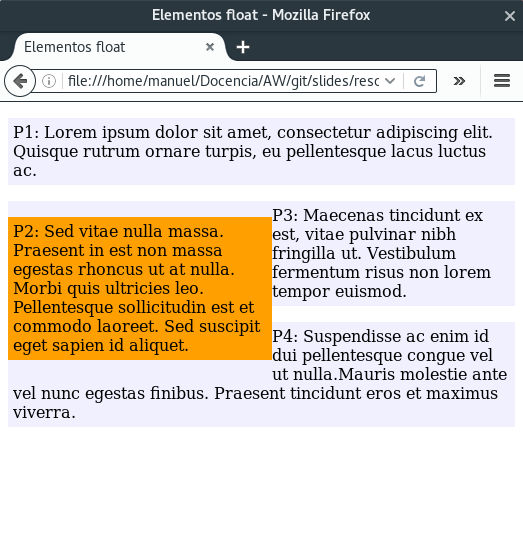 Elementos float - Mozilla Firefox
Elementos float
file:///home/manuel/Docencia/AW/git/slides/resc
P1: Lorem ipsum dolor sit amet, consectetur adipiscing elit.
Quisque rutrum ornare turpis, eu pellentesque lacus luctus
ac.
P2: Sed vitae nulla massa.
Praesent in est non massa
egestas rhoncus ut at nulla.
Morbi quis ultricies leo.
Pellentesque sollicitudin est et
commodo laoreet. Sed suscipit
eget sapien id aliquet.
P3: Maecenas tincidunt ex
est, vitae pulvinar nibh
fringilla ut. Vestibulum
fermentum risus non lorem
tempor euismod.
P4: Suspendisse ac enim id
dui pellentesque congue vel
ut nulla.Mauris molestie ante
vel nunc egestas finibus. Praesent tincidunt eros et maximus
viverra.